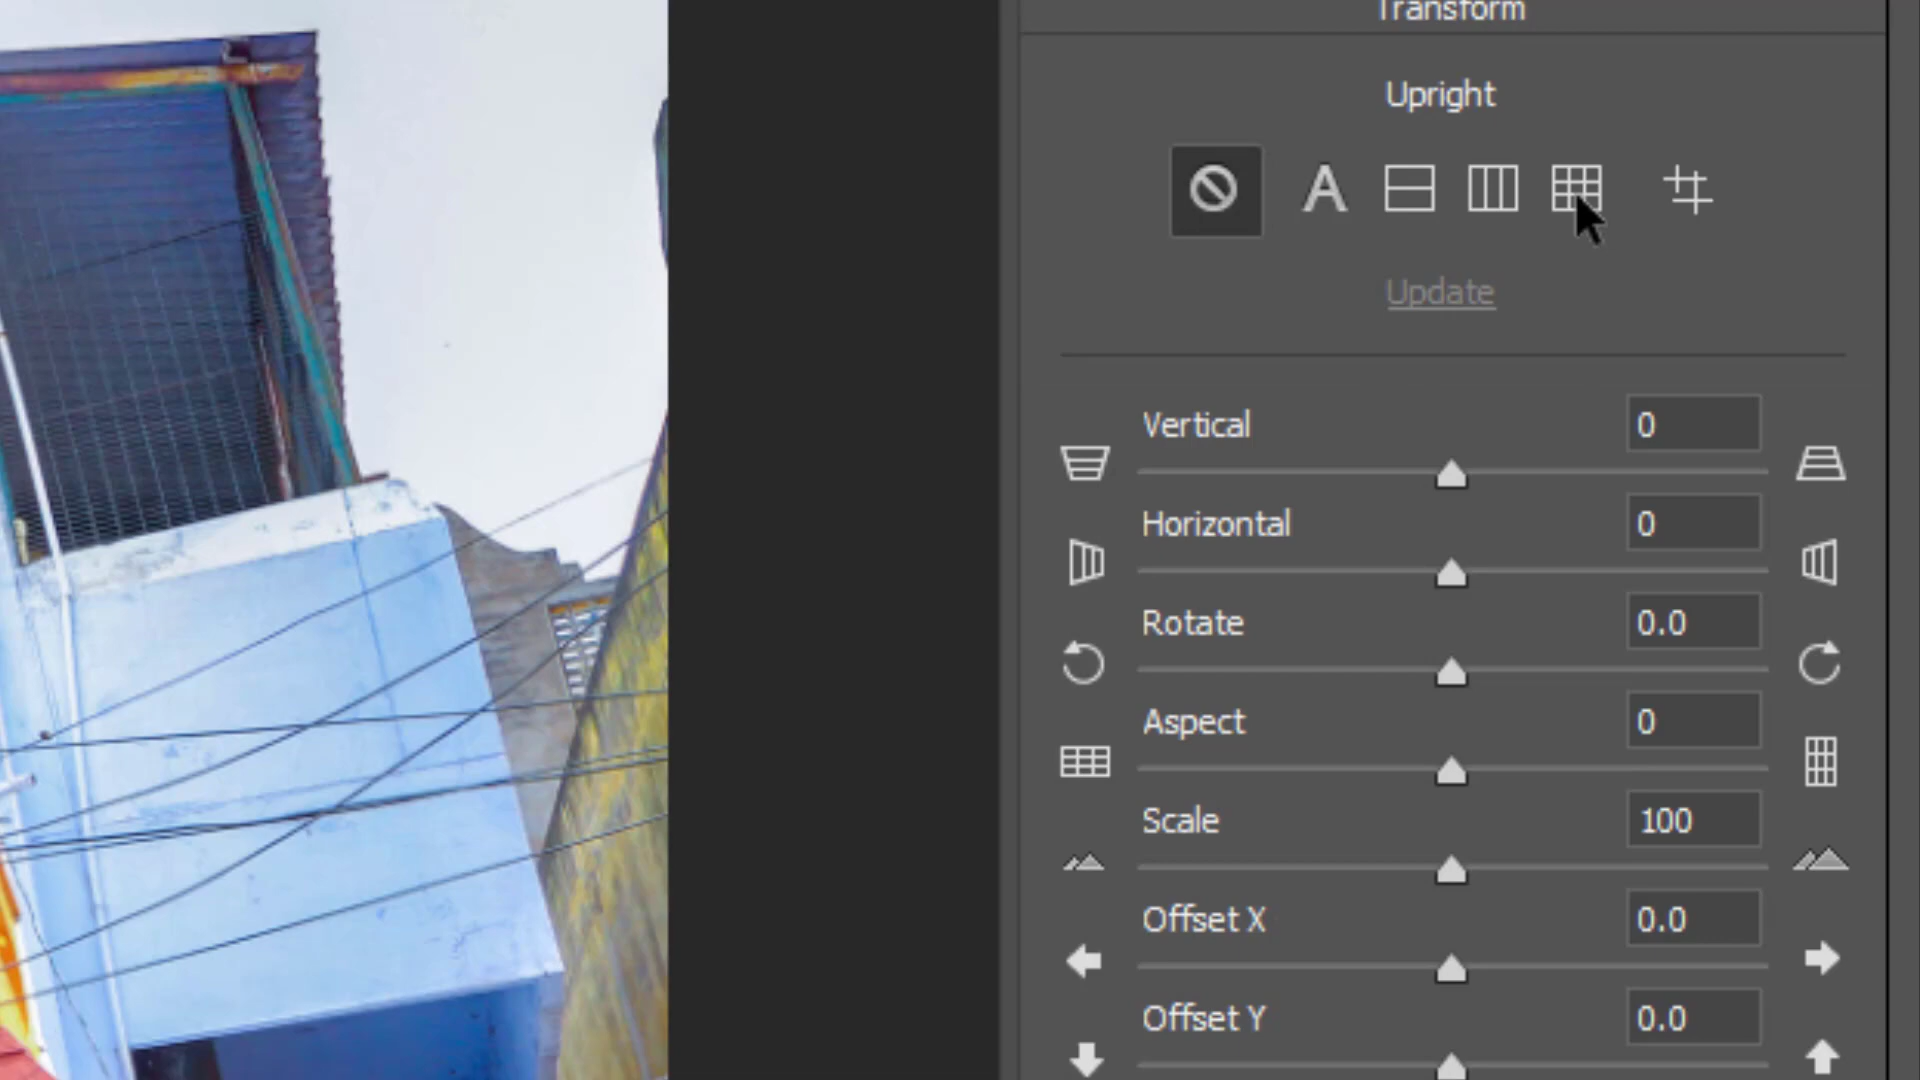 Transform
Upright
A
Update
Vertical 0
Horizontal 0
Rotate 0.0
Aspect 0
Scale 100
Offset X 0.0
Offset Y 0.0